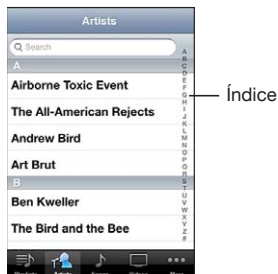 Artists
Search
A
Airborne Toxic Event
The All-American Rejects
Andrew Bird
Art Brut
B
Ben Kweller
The Bird and the Bee
A
B
C
D
E
F
G
H
I
J
K
L
M
N
O
P
Q
R
S
T
U
V
W
X
Y
Z
#
Índice
Artists